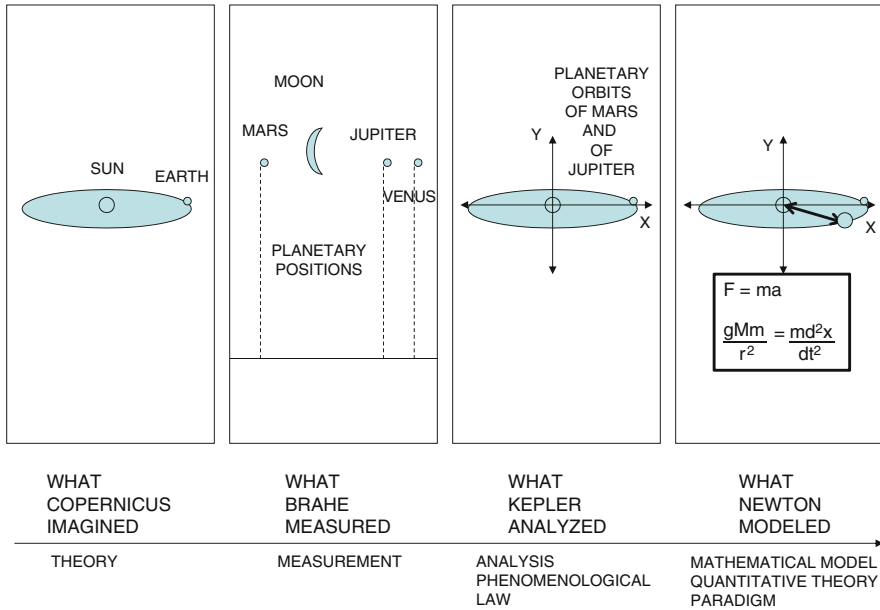 SUN
EARTH
MOON
MARS
JUPITER
VENUS
PLANETARY
POSITIONS
PLANETARY
ORBITS
OF MARS
AND
OF
JUPITER
Y
X
Y
X
F = ma
gMm / r² = md²x / dt²
WHAT
COPERNICUS
IMAGINED
WHAT
BRAHE
MEASURED
WHAT
KEPLER
ANALYZED
WHAT
NEWTON
MODELED
THEORY
MEASUREMENT
ANALYSIS
PHENOMENOLOGICAL
LAW
MATHEMATICAL MODEL
QUANTITATIVE THEORY
PARADIGM